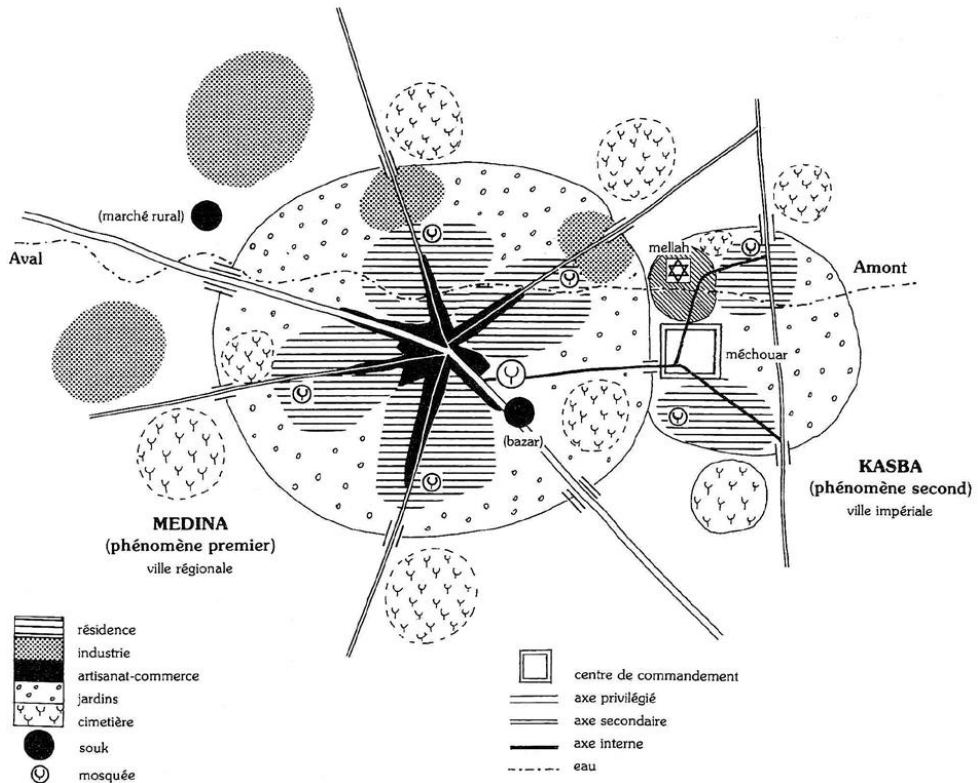 (marché rural)
Aval
mellah
Amont
méchouar
(bazar)
MEDINA
(phénomène premier)
ville régionale
KASBA
(phénomène second)
ville impériale
résidence
industrie
artisanat-commerce
jardins
cimetière
souk
mosquée
centre de commandement
axe privilégié
axe secondaire
axe interne
eau